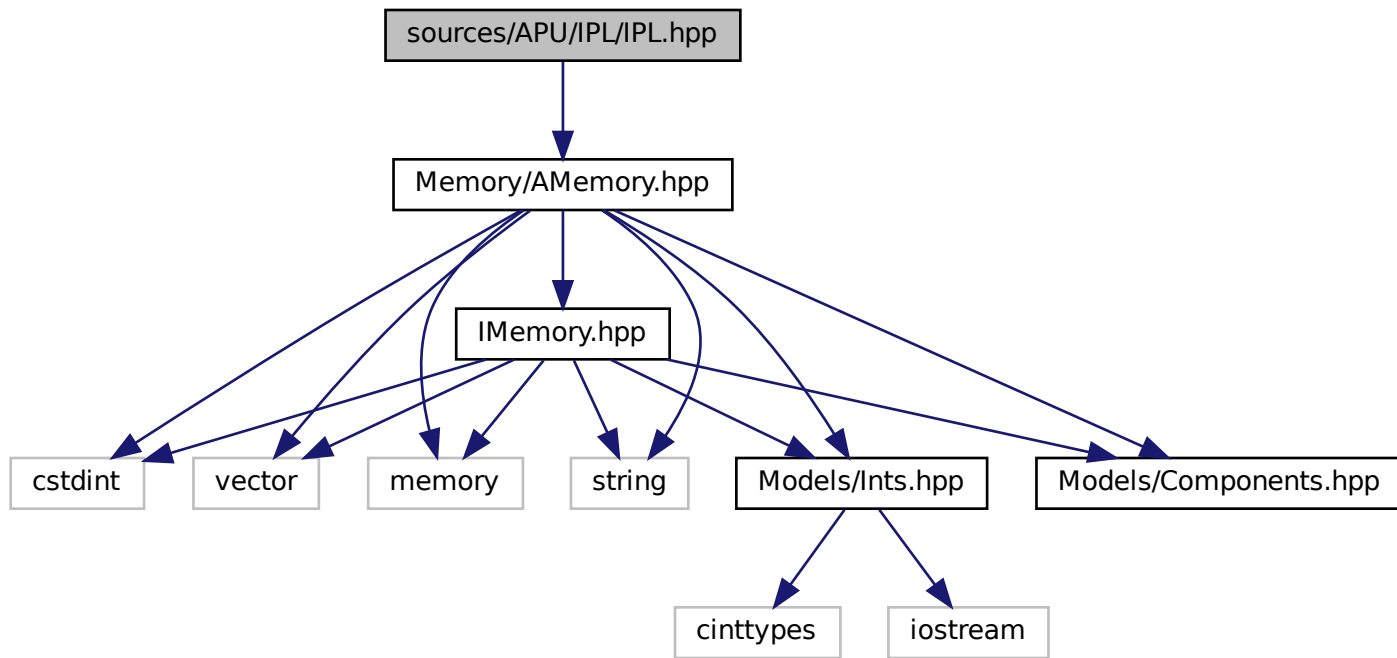 sources/APU/IPL/IPL.hpp
Memory/AMemory.hpp
IMemory.hpp
cstdint
vector
memory
string
Models/Ints.hpp
Models/Components.hpp
cinttypes
iostream